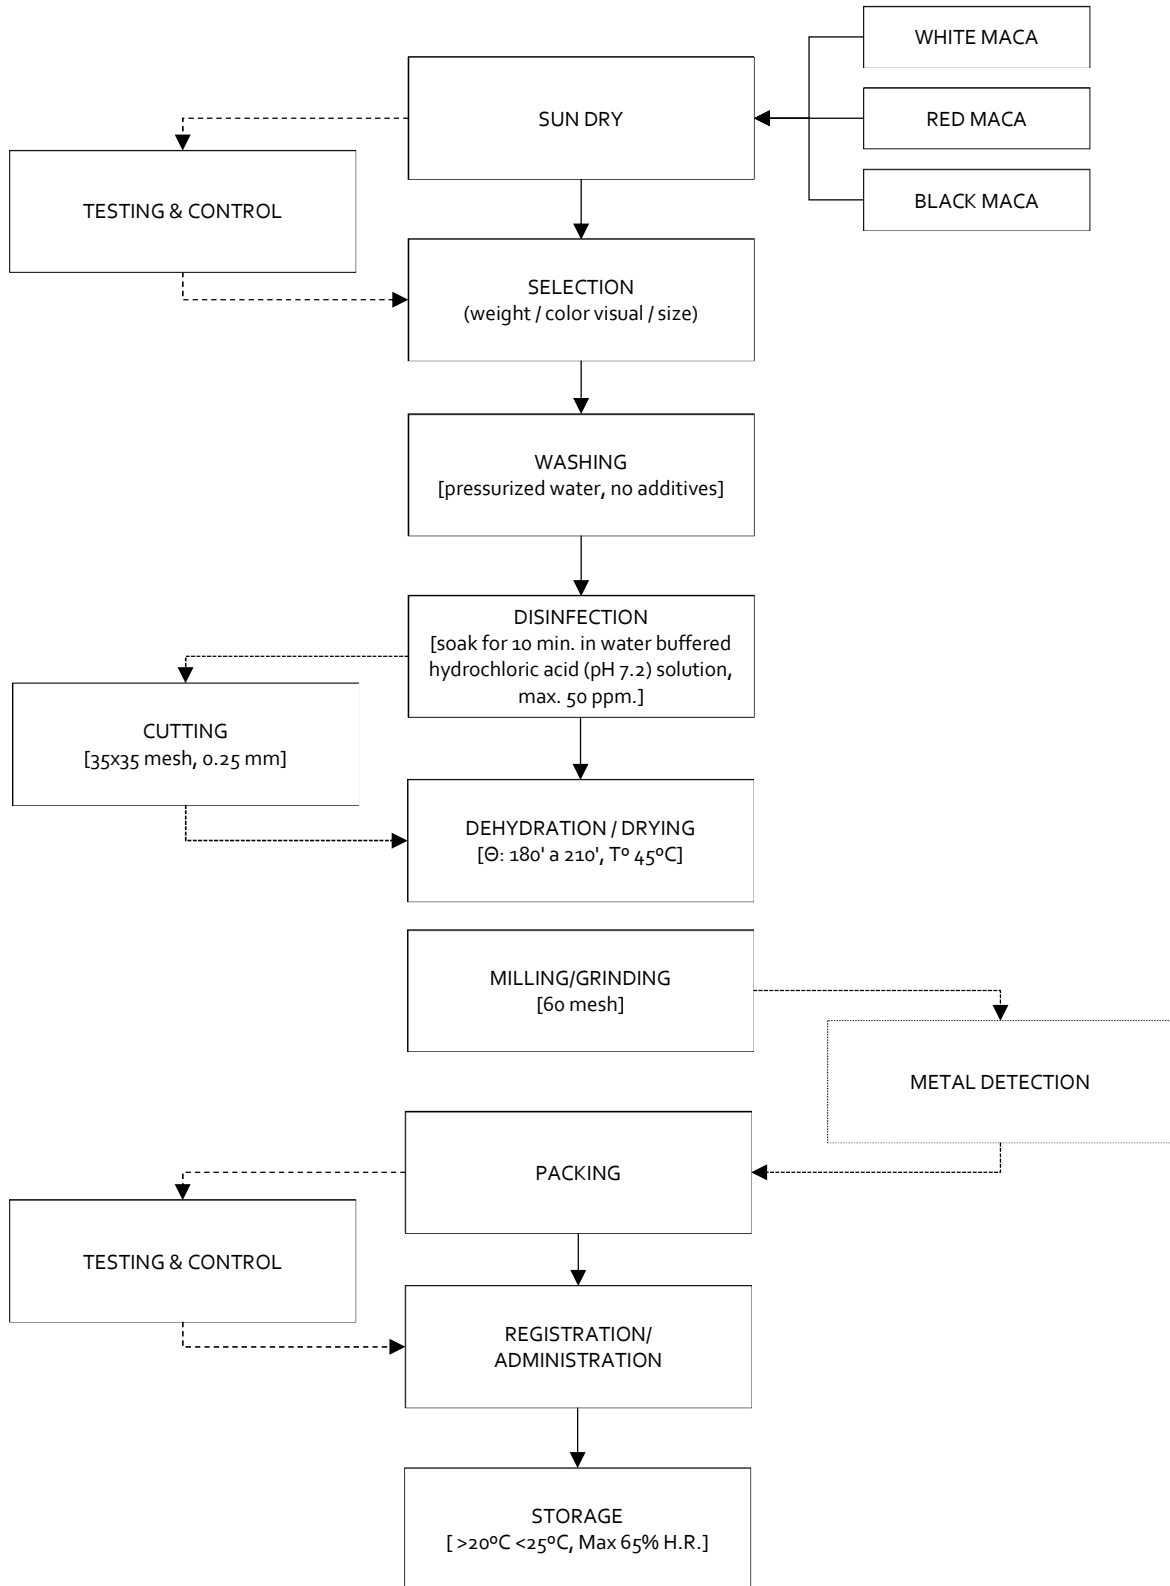 WHITE MACA
SUN DRY
RED MACA
BLACK MACA
TESTING & CONTROL
SELECTION
(weight / color visual / size)
WASHING
[pressurized water, no additives]
DISINFECTION
[soak for 10 min. in water buffered
hydrochloric acid (pH 7.2) solution,
max. 50 ppm.]
CUTTING
[35x35 mesh, 0.25 mm]
DEHYDRATION / DRYING
[Θ: 180' a 210', Tº 45ºC]
MILLING/GRINDING
[60 mesh]
METAL DETECTION
PACKING
TESTING & CONTROL
REGISTRATION/
ADMINISTRATION
STORAGE
[ >20ºC <25ºC, Max 65% H.R.]